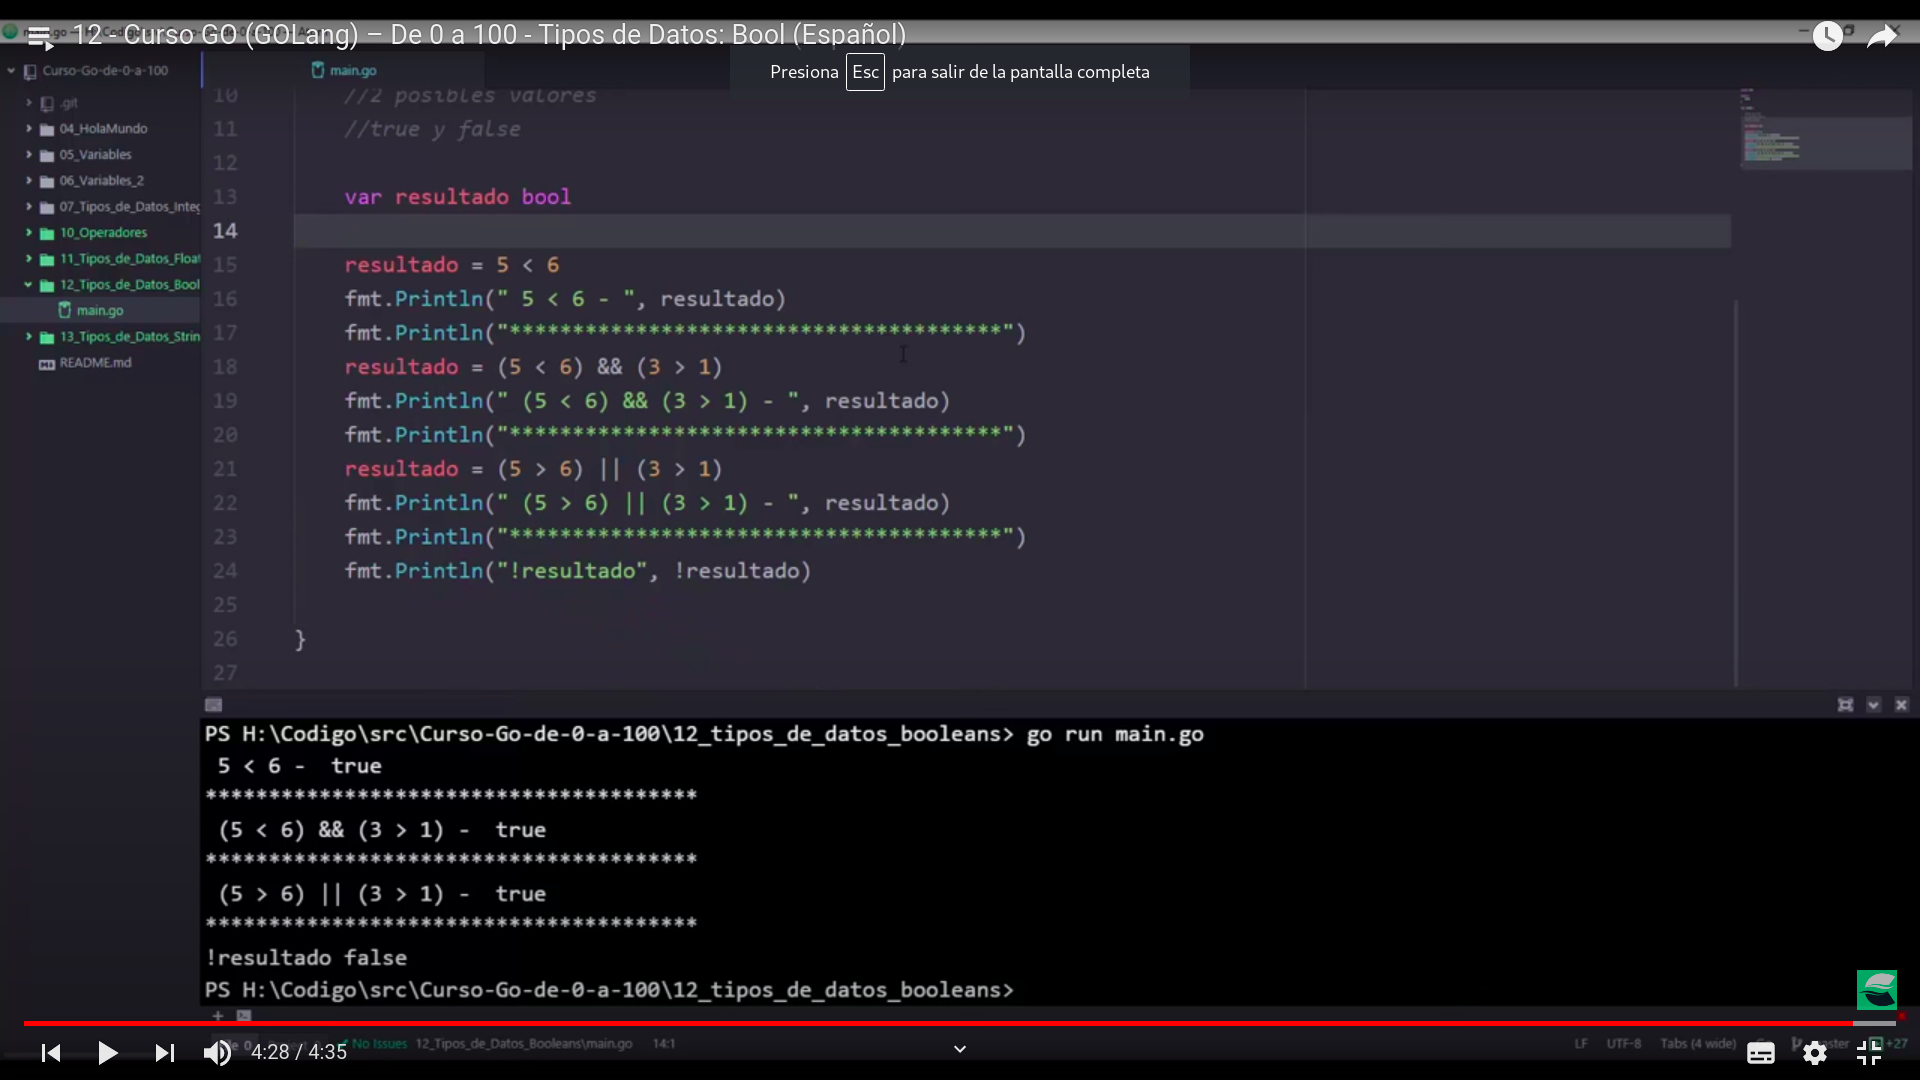 12 - Curso GO (GOLang) – De 0 a 100 - Tipos de Datos: Bool (Español)
Presiona Esc para salir de la pantalla completa
Curso-Go-de-0-a-100
.git
04_HolaMundo
05_Variables
06_Variables_2
07_Tipos_de_Datos_Integ
10_Operadores
11_Tipos_de_Datos_Float
12_Tipos_de_Datos_Bool
main.go
13_Tipos_de_Datos_Strin
README.md
main.go
10 //2 posibles valores
11 //true y false
12
13 var resultado bool
14
15 resultado = 5 < 6
16 fmt.Println(" 5 < 6 - ", resultado)
17 fmt.Println("***************************************")
18 resultado = (5 < 6) && (3 > 1)
19 fmt.Println(" (5 < 6) && (3 > 1) - ", resultado)
20 fmt.Println("***************************************")
21 resultado = (5 > 6) || (3 > 1)
22 fmt.Println(" (5 > 6) || (3 > 1) - ", resultado)
23 fmt.Println("***************************************")
24 fmt.Println("!resultado", !resultado)
25
26 }
27
PS H:\Codigo\src\Curso-Go-de-0-a-100\12_tipos_de_datos_booleans> go run main.go
5 < 6 -  true
***************************************
(5 < 6) && (3 > 1) -  true
***************************************
(5 > 6) || (3 > 1) -  true
***************************************
!resultado false
PS H:\Codigo\src\Curso-Go-de-0-a-100\12_tipos_de_datos_booleans>
No Issues 12_Tipos_de_Datos_Booleans\main.go 14:1
LF UTF-8 Tabs (4 wide) +27
4:28 / 4:35